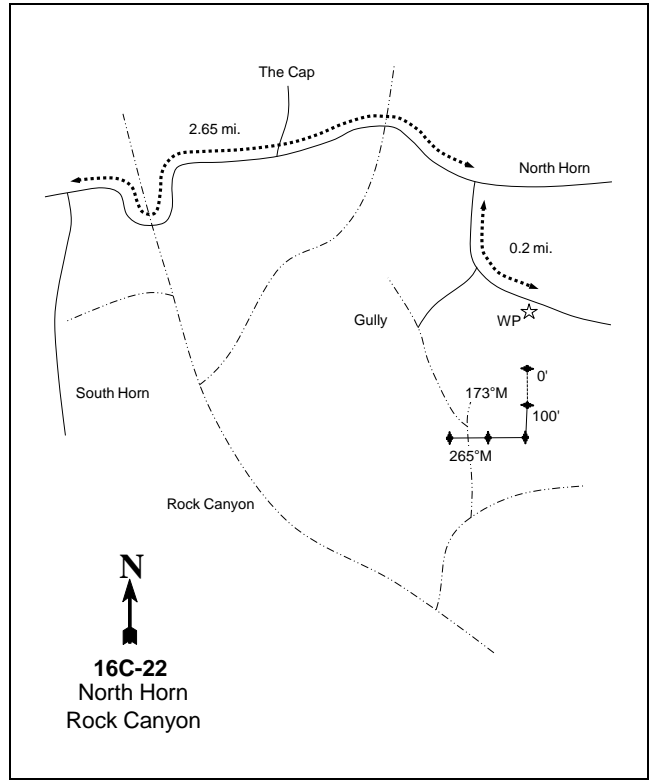 The Cap
2.65 mi.
North Horn
0.2 mi.
WP
Gully
0'
173°M
100'
South Horn
265°M
Rock Canyon
N
16C-22
North Horn
Rock Canyon